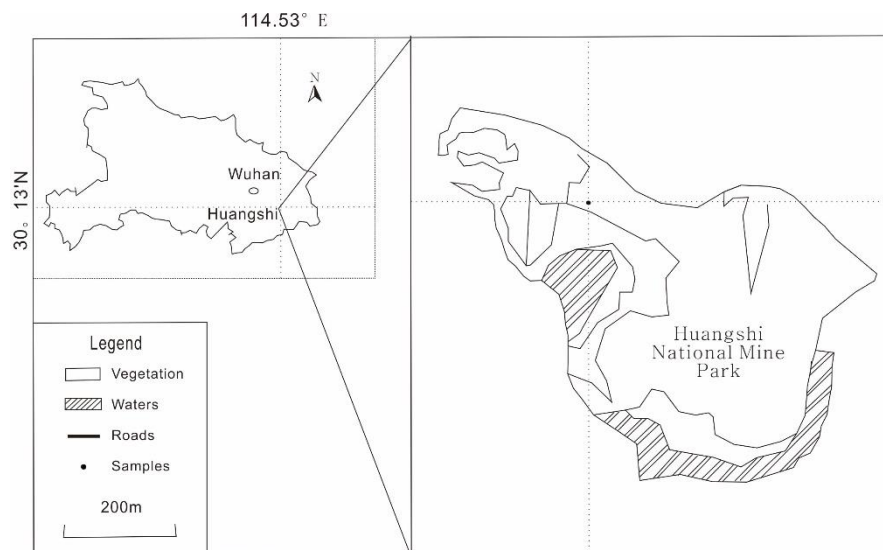 114.53° E
N
Wuhan
Huangshi
30。13'N
Legend
Vegetation
Waters
Roads
Samples
200m
Huangshi
National Mine
Park